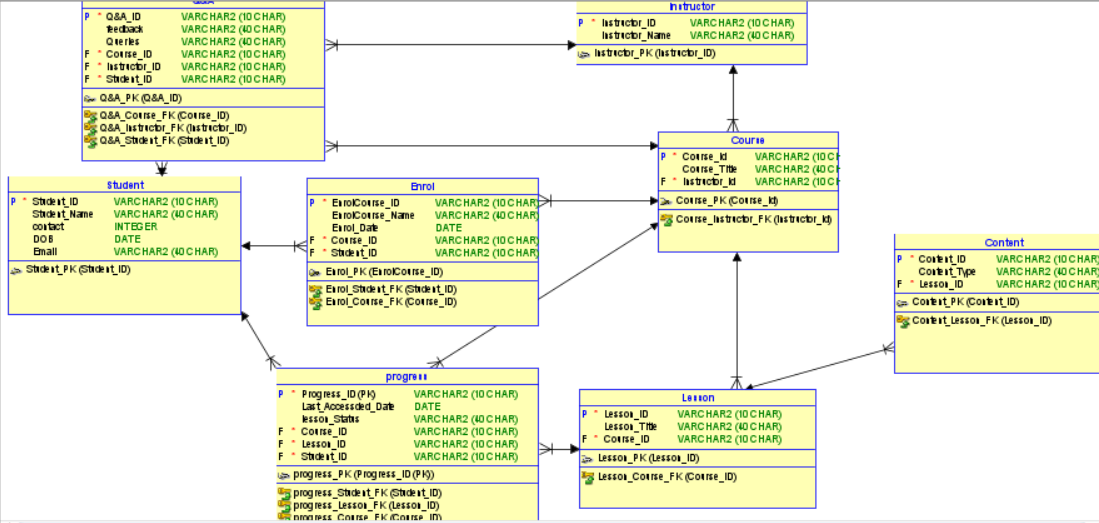 Q&A
P * Q&A_ID VARCHAR2 (10 CHAR)
feedback VARCHAR2 (40 CHAR)
Queries VARCHAR2 (40 CHAR)
F * Course_ID VARCHAR2 (10 CHAR)
F * Instructor_ID VARCHAR2 (10 CHAR)
F * Student_ID VARCHAR2 (10 CHAR)
Q&A_PK (Q&A_ID)
Q&A_Course_FK (Course_ID)
Q&A_Instructor_FK (Instructor_ID)
Q&A_Student_FK (Student_ID)
Instructor
P * Instructor_ID VARCHAR2 (10 CHAR)
Instructor_Name VARCHAR2 (40 CHAR)
Instructor_PK (Instructor_ID)
Course
P * Course_Id VARCHAR2 (10 CH
Course_Title VARCHAR2 (40 CH
F * Instructor_Id VARCHAR2 (10 CH
Course_PK (Course_Id)
Course_Instructor_FK (Instructor_Id)
Student
P * Student_ID VARCHAR2 (10 CHAR)
Student_Name VARCHAR2 (40 CHAR)
contact INTEGER
DOB DATE
Email VARCHAR2 (40 CHAR)
Student_PK (Student_ID)
Enrol
P * EnrolCourse_ID VARCHAR2 (10 CHAR)
EnrolCourse_Name VARCHAR2 (40 CHAR)
Enrol_Date DATE
F * Course_ID VARCHAR2 (10 CHAR)
F * Student_ID VARCHAR2 (10 CHAR)
Enrol_PK (EnrolCourse_ID)
Enrol_Student_FK (Student_ID)
Enrol_Course_FK (Course_ID)
Content
P * Content_ID VARCHAR2 (10 CHAR)
Content_Type VARCHAR2 (40 CHAR)
F * Lesson_ID VARCHAR2 (10 CHAR)
Content_PK (Content_ID)
Content_Lesson_FK (Lesson_ID)
progress
P * Progress_ID(PK) VARCHAR2 (10 CHAR)
Last_Accessded_Date DATE
lesson_Status VARCHAR2 (40 CHAR)
F * Course_ID VARCHAR2 (10 CHAR)
F * Lesson_ID VARCHAR2 (10 CHAR)
F * Student_ID VARCHAR2 (10 CHAR)
progress_PK (Progress_ID(PK))
progress_Student_FK (Student_ID)
progress_Lesson_FK (Lesson_ID)
progress_Course_FK (Course_ID)
Lesson
P * Lesson_ID VARCHAR2 (10 CHAR)
Lesson_Title VARCHAR2 (40 CHAR)
F * Course_ID VARCHAR2 (10 CHAR)
Lesson_PK (Lesson_ID)
Lesson_Course_FK (Course_ID)